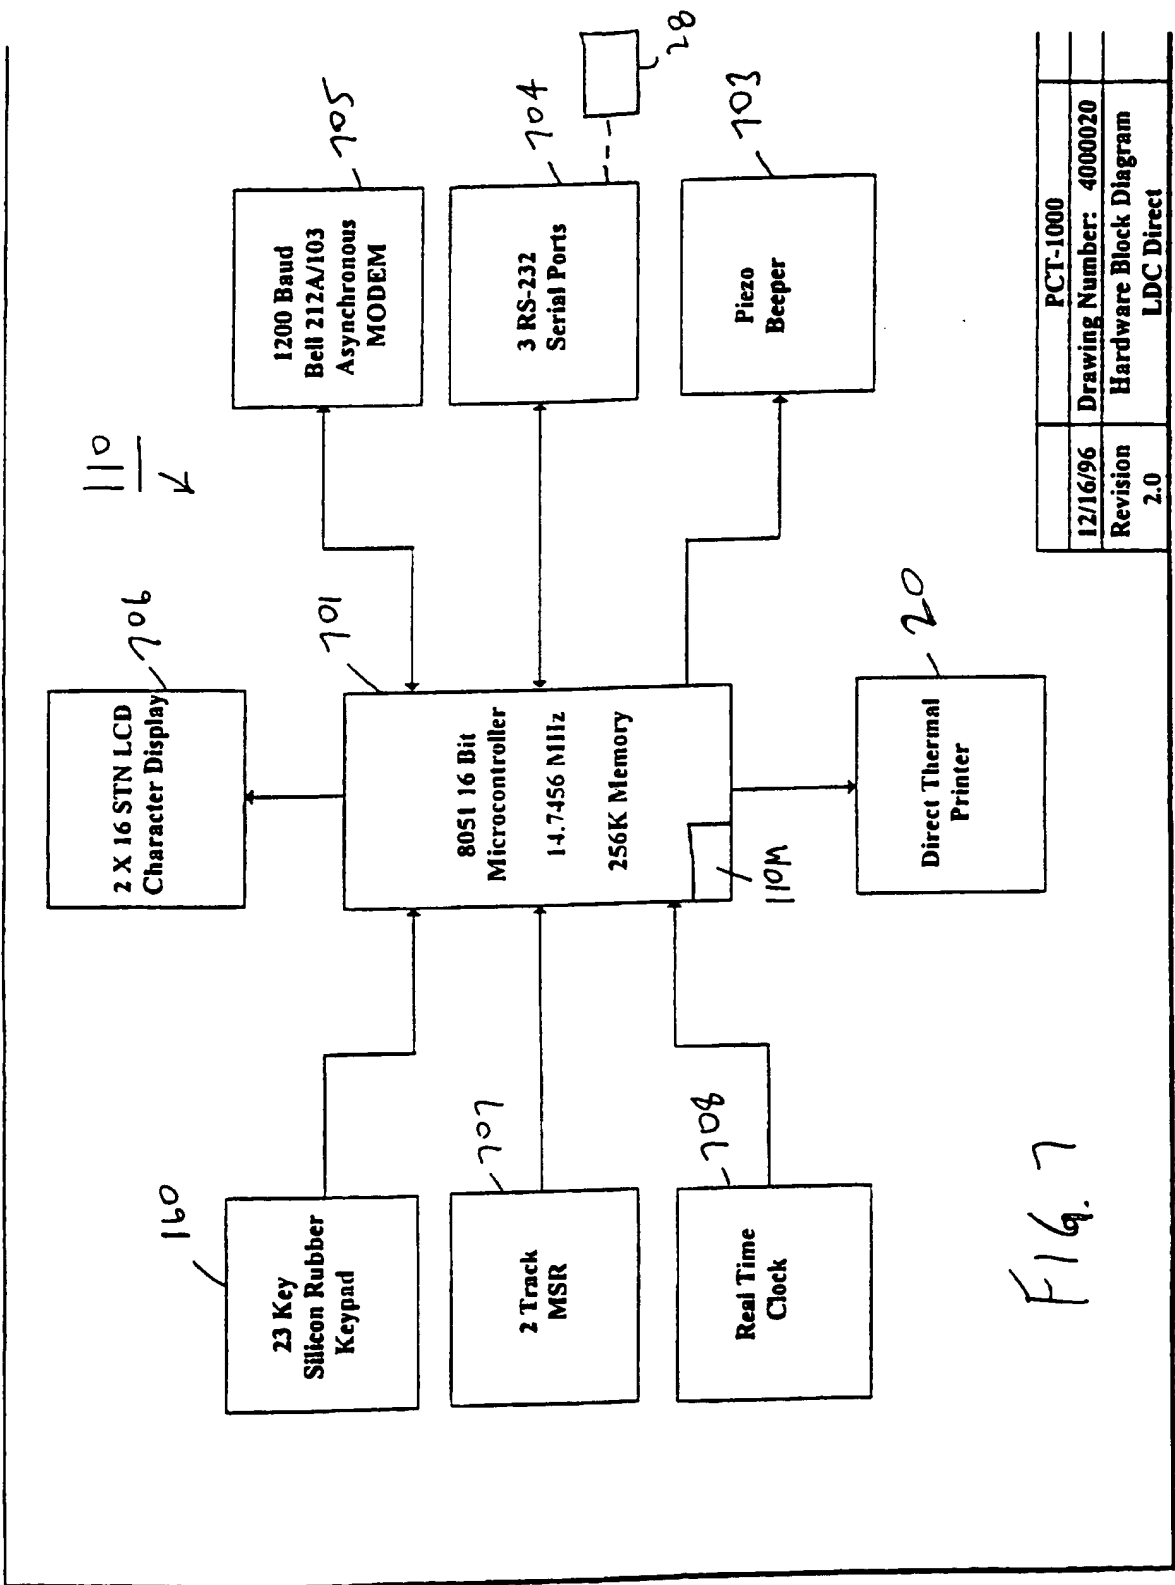 110
706
2 X 16 STN LCD
Character Display
160
23 Key
Silicon Rubber
Keypad
705
1200 Baud
Bell 212A/103
Asynchronous
MODEM
701
8051 16 Bit
Microcontroller
14.7456 MHz
256K Memory
110M
707
2 Track
MSR
704
3 RS-232
Serial Ports
28
708
Real Time
Clock
703
Piezo
Beeper
20
Direct Thermal
Printer
FIG. 7
PCT-1000
12/16/96 Drawing Number: 4000020
Revision Hardware Block Diagram
2.0 LDC Direct